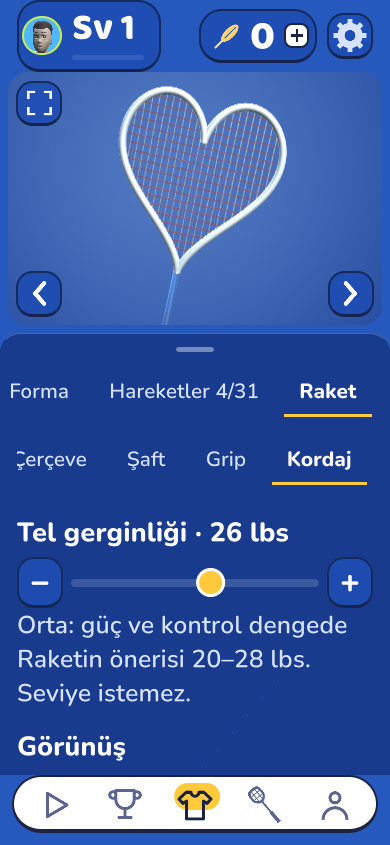 Sv 1
0
Forma Hareketler 4/31 Raket
Çerçeve Şaft Grip Kordaj
Tel gerginliği · 26 lbs
Orta: güç ve kontrol dengede
Raketin önerisi 20–28 lbs.
Seviye istemez.
Görünüş